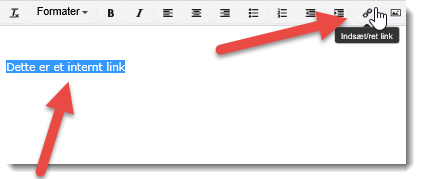 Formater
B I
Indsæt/ret link
Dette er et internt link